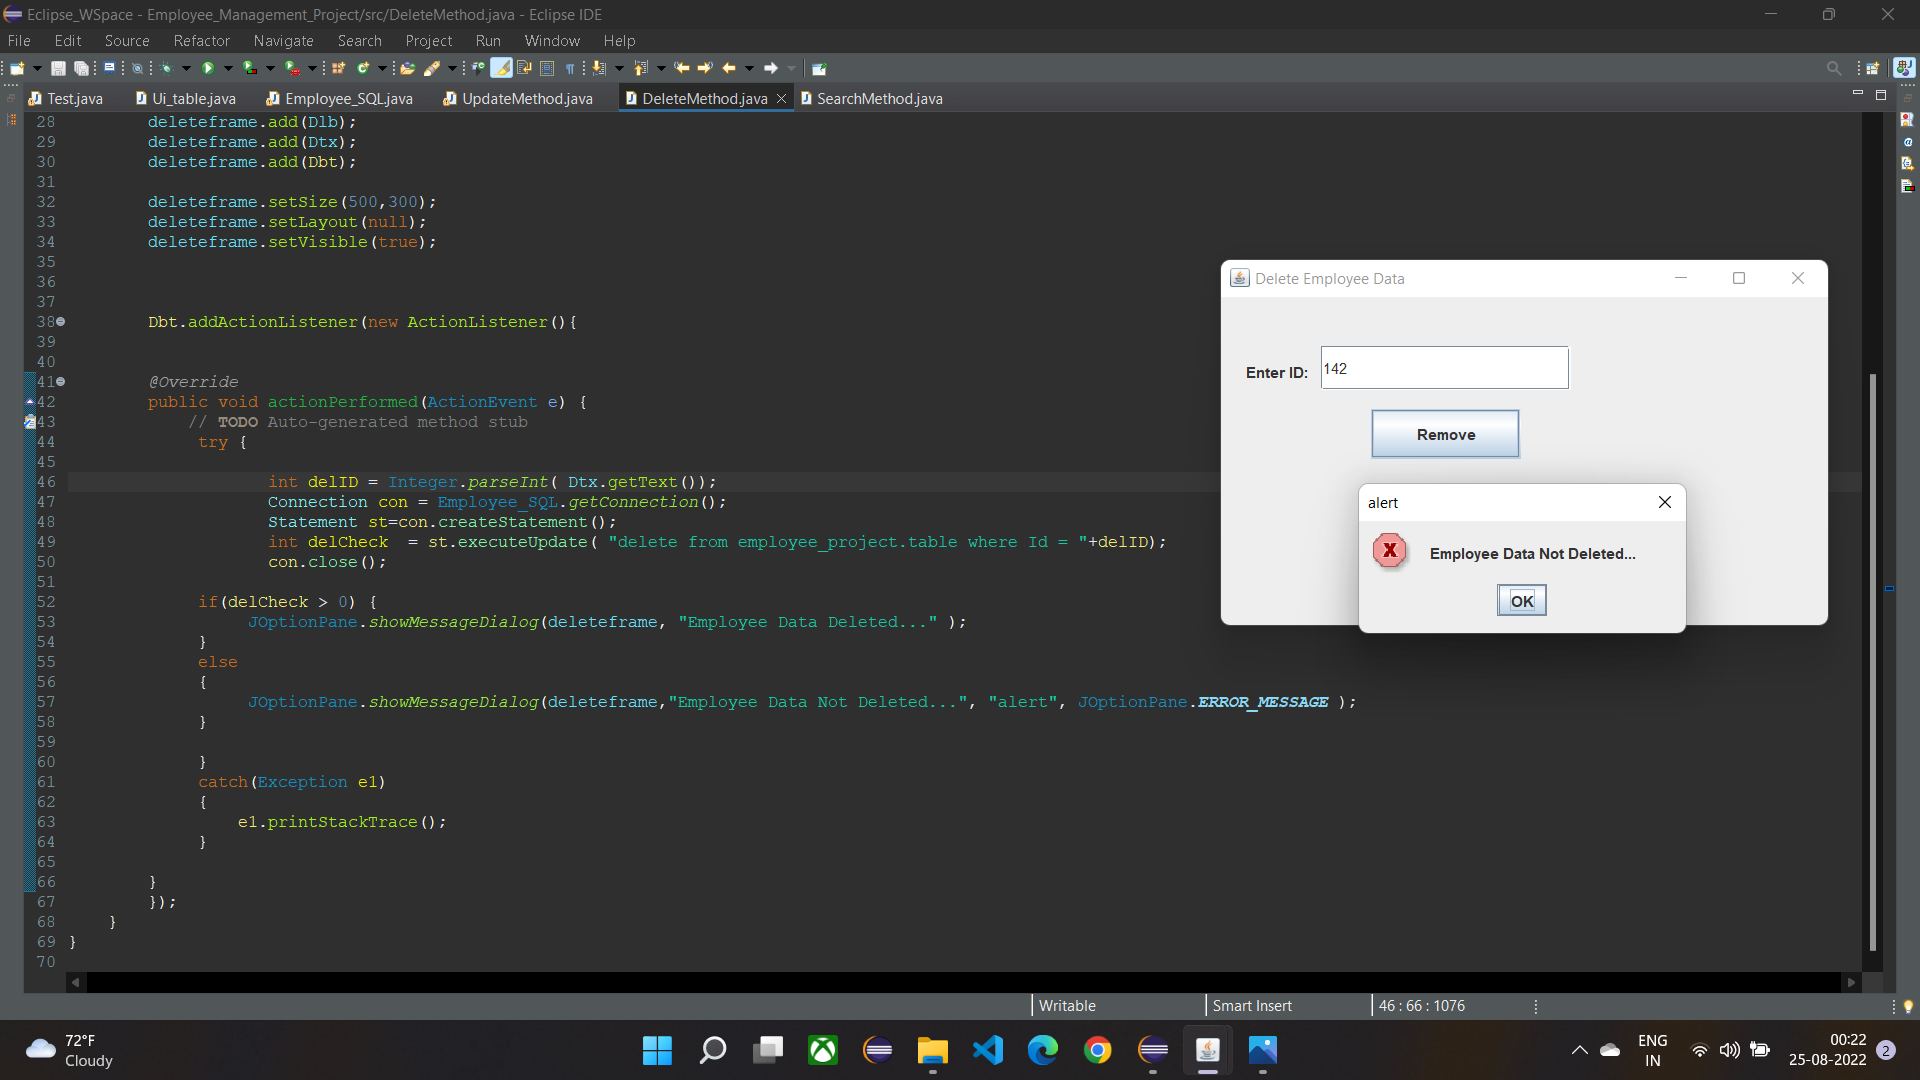 Eclipse_WSpace - Employee_Management_Project/src/DeleteMethod.java - Eclipse IDE
File Edit Source Refactor Navigate Search Project Run Window Help
Test.java Ui_table.java Employee_SQL.java UpdateMethod.java DeleteMethod.java SearchMethod.java
28 deleteframe.add(Dlb);
29 deleteframe.add(Dtx);
30 deleteframe.add(Dbt);
31
32 deleteframe.setSize(500,300);
33 deleteframe.setLayout(null);
34 deleteframe.setVisible(true);
35
36
37
38 Dbt.addActionListener(new ActionListener(){
39
40
41 @Override
42 public void actionPerformed(ActionEvent e) {
43 // TODO Auto-generated method stub
44 try {
45
46 int delID = Integer.parseInt( Dtx.getText());
47 Connection con = Employee_SQL.getConnection();
48 Statement st=con.createStatement();
49 int delCheck  = st.executeUpdate( "delete from employee_project.table where Id = "+delID);
50 con.close();
51
52 if(delCheck > 0) {
53 JOptionPane.showMessageDialog(deleteframe, "Employee Data Deleted..." );
54 }
55 else
56 {
57 JOptionPane.showMessageDialog(deleteframe,"Employee Data Not Deleted...", "alert", JOptionPane.ERROR_MESSAGE );
58 }
59
60 }
61 catch(Exception e1)
62 {
63 e1.printStackTrace();
64 }
65
66 }
67 });
68 }
69 }
70
Delete Employee Data
Enter ID: 142
Remove
alert
Employee Data Not Deleted...
OK
Writable Smart Insert 46 : 66 : 1076
72°F
Cloudy
ENG
IN
00:22
25-08-2022
2